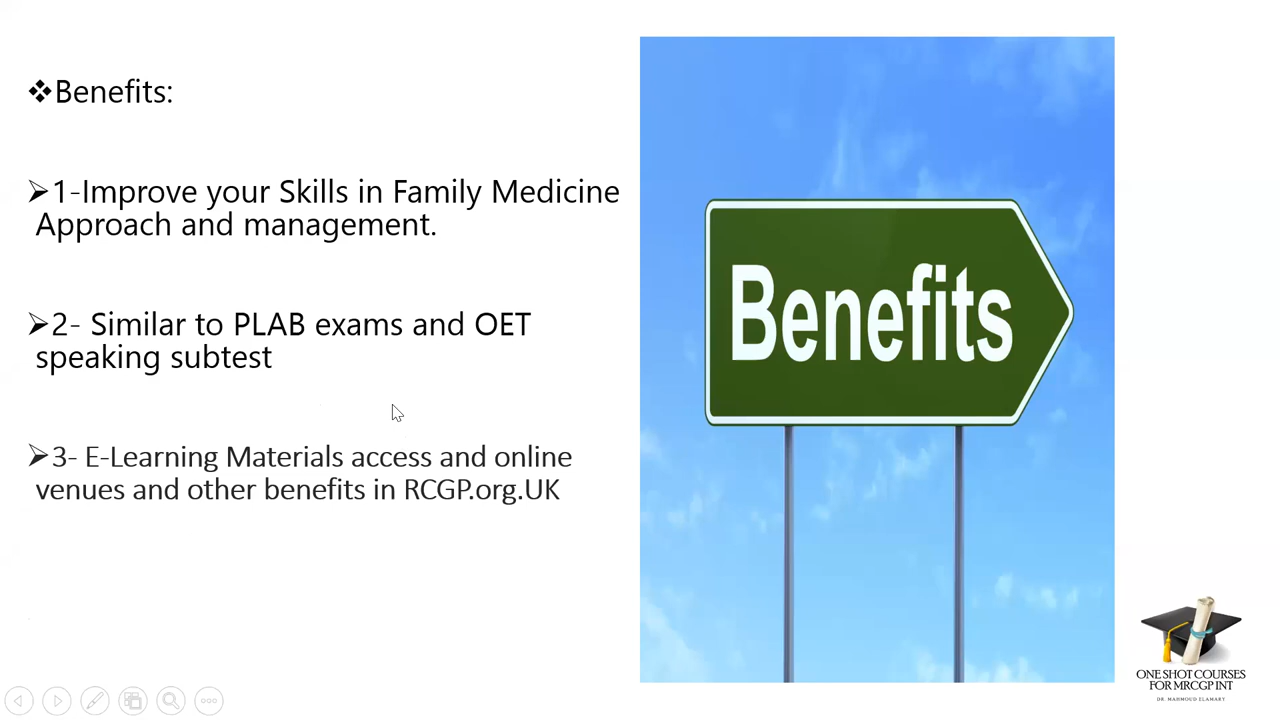 ❖Benefits:
➢1-Improve your Skills in Family Medicine
Approach and management.
➢2- Similar to PLAB exams and OET
speaking subtest
➢3- E-Learning Materials access and online
venues and other benefits in RCGP.org.UK
Benefits
ONE SHOT COURSES
FOR MRCGP INT
DR. MAHMOUD ELAMARY